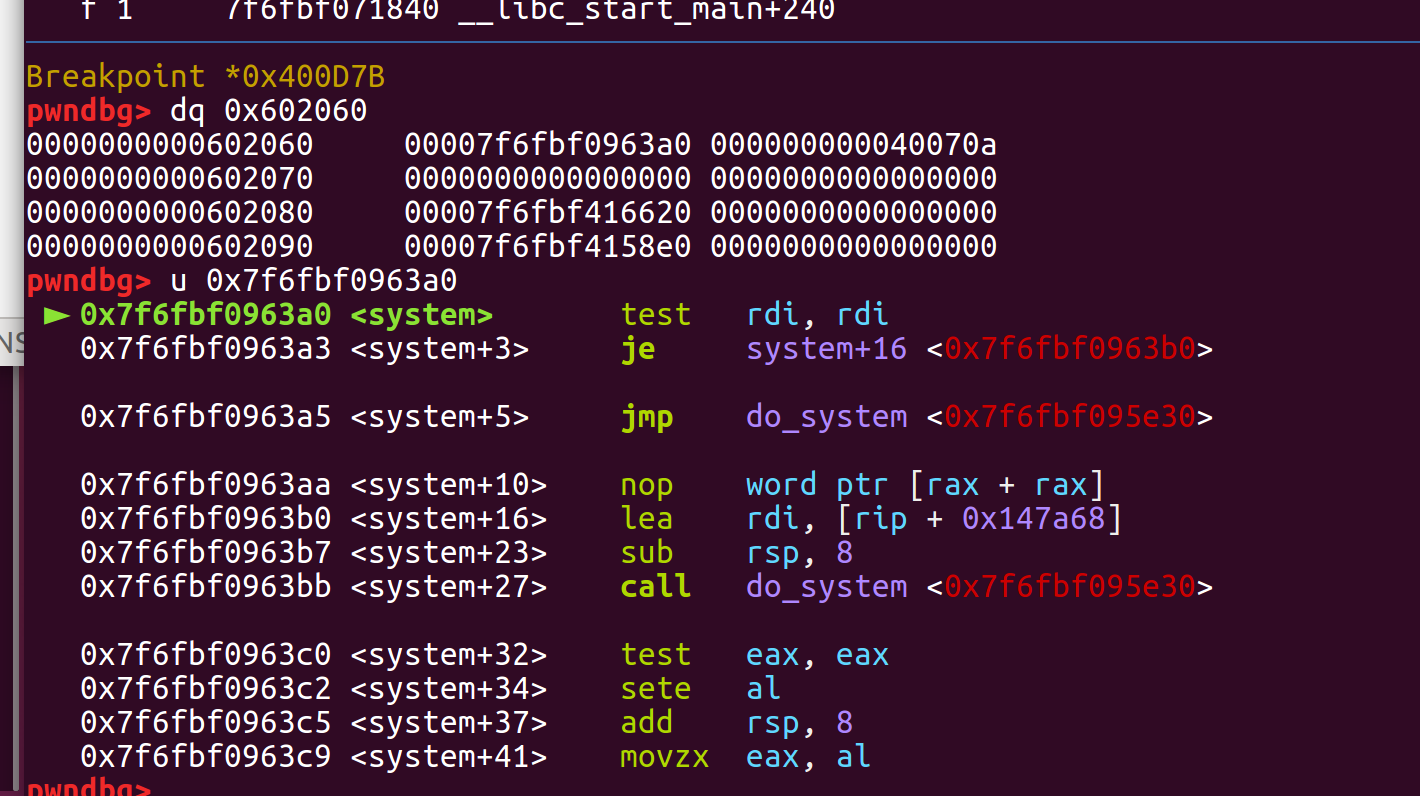 f 1     7f6fbf071840 __libc_start_main+240
Breakpoint *0x400D7B
pwndbg> dq 0x602060
0000000000602060     00007f6fbf0963a0 000000000040070a
0000000000602070     0000000000000000 0000000000000000
0000000000602080     00007f6fbf416620 0000000000000000
0000000000602090     00007f6fbf4158e0 0000000000000000
pwndbg> u 0x7f6fbf0963a0
► 0x7f6fbf0963a0 <system>       test   rdi, rdi
0x7f6fbf0963a3 <system+3>     je     system+16 <0x7f6fbf0963b0>
0x7f6fbf0963a5 <system+5>     jmp    do_system <0x7f6fbf095e30>
0x7f6fbf0963aa <system+10>    nop    word ptr [rax + rax]
0x7f6fbf0963b0 <system+16>    lea    rdi, [rip + 0x147a68]
0x7f6fbf0963b7 <system+23>    sub    rsp, 8
0x7f6fbf0963bb <system+27>    call   do_system <0x7f6fbf095e30>
0x7f6fbf0963c0 <system+32>    test   eax, eax
0x7f6fbf0963c2 <system+34>    sete   al
0x7f6fbf0963c5 <system+37>    add    rsp, 8
0x7f6fbf0963c9 <system+41>    movzx  eax, al
pwndbg>